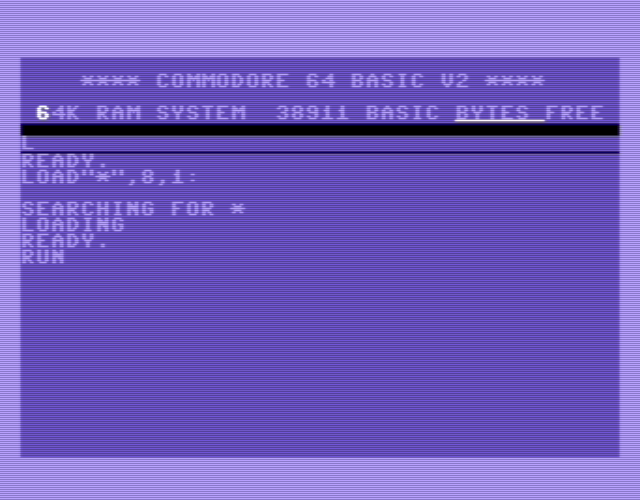 **** COMMODORE 64 BASIC V2 ****
64K RAM SYSTEM  38911 BASIC BYTES FREE
L
READY.
LOAD"*",8,1:
SEARCHING FOR *
LOADING
READY.
RUN